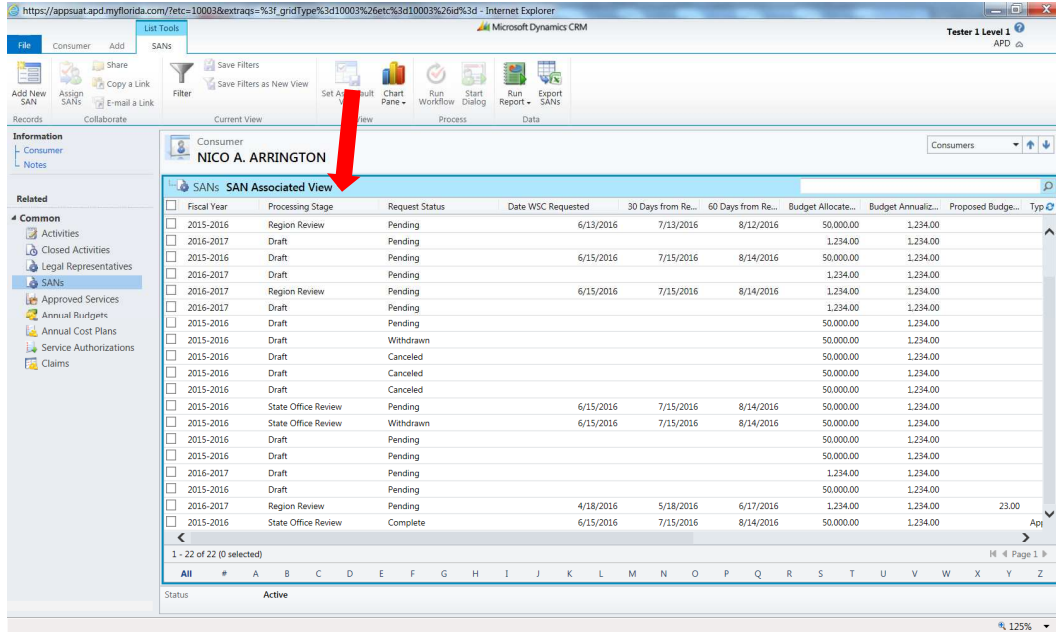 https://appsuat.apd.myflorida.com/?etc=10003&extraqs=%3f_gridType%3d10003%26etc%3d10003%26id%3d - Internet Explorer
Microsoft Dynamics CRM
Tester 1 Level 1
APD
List Tools
File Consumer Add SANs
Add New SAN
Assign SANs
Share
Copy a Link
E-mail a Link
Filter
Save Filters
Save Filters as New View
Chart Pane
Run Workflow
Start Dialog
Run Report
Export SANs
Records Collaborate Current View Process Data
Information
Consumer
Notes
Related
Common
Activities
Closed Activities
Legal Representatives
SANs
Approved Services
Annual Budgets
Annual Cost Plans
Service Authorizations
Claims
Consumer
NICO A. ARRINGTON
Consumers
SANs SAN Associated View
Fiscal Year Processing Stage Request Status Date WSC Requested 30 Days from Re... 60 Days from Re... Budget Allocate... Budget Annualiz... Proposed Budge... Typ
2015-2016 Region Review Pending 6/13/2016 7/13/2016 8/12/2016 50,000.00 1,234.00
2016-2017 Draft Pending 1,234.00 1,234.00
2015-2016 Draft Pending 6/15/2016 7/15/2016 8/14/2016 50,000.00 1,234.00
2016-2017 Draft Pending 1,234.00 1,234.00
2016-2017 Region Review Pending 6/15/2016 7/15/2016 8/14/2016 1,234.00 1,234.00
2016-2017 Draft Pending 1,234.00 1,234.00
2015-2016 Draft Pending 50,000.00 1,234.00
2015-2016 Draft Withdrawn 50,000.00 1,234.00
2015-2016 Draft Canceled 50,000.00 1,234.00
2015-2016 Draft Canceled 50,000.00 1,234.00
2015-2016 Draft Canceled 50,000.00 1,234.00
2015-2016 State Office Review Pending 6/15/2016 7/15/2016 8/14/2016 50,000.00 1,234.00
2015-2016 State Office Review Withdrawn 6/15/2016 7/15/2016 8/14/2016 50,000.00 1,234.00
2015-2016 Draft Pending 50,000.00 1,234.00
2015-2016 Draft Pending 50,000.00 1,234.00
2016-2017 Draft Pending 1,234.00 1,234.00
2015-2016 Draft Pending 50,000.00 1,234.00
2016-2017 Region Review Pending 4/18/2016 5/18/2016 6/17/2016 1,234.00 1,234.00 23.00
2015-2016 State Office Review Complete 6/15/2016 7/15/2016 8/14/2016 50,000.00 1,234.00 App
1 - 22 of 22 (0 selected) Page 1
All # A B C D E F G H I J K L M N O P Q R S T U V W X Y Z
Status Active
125%